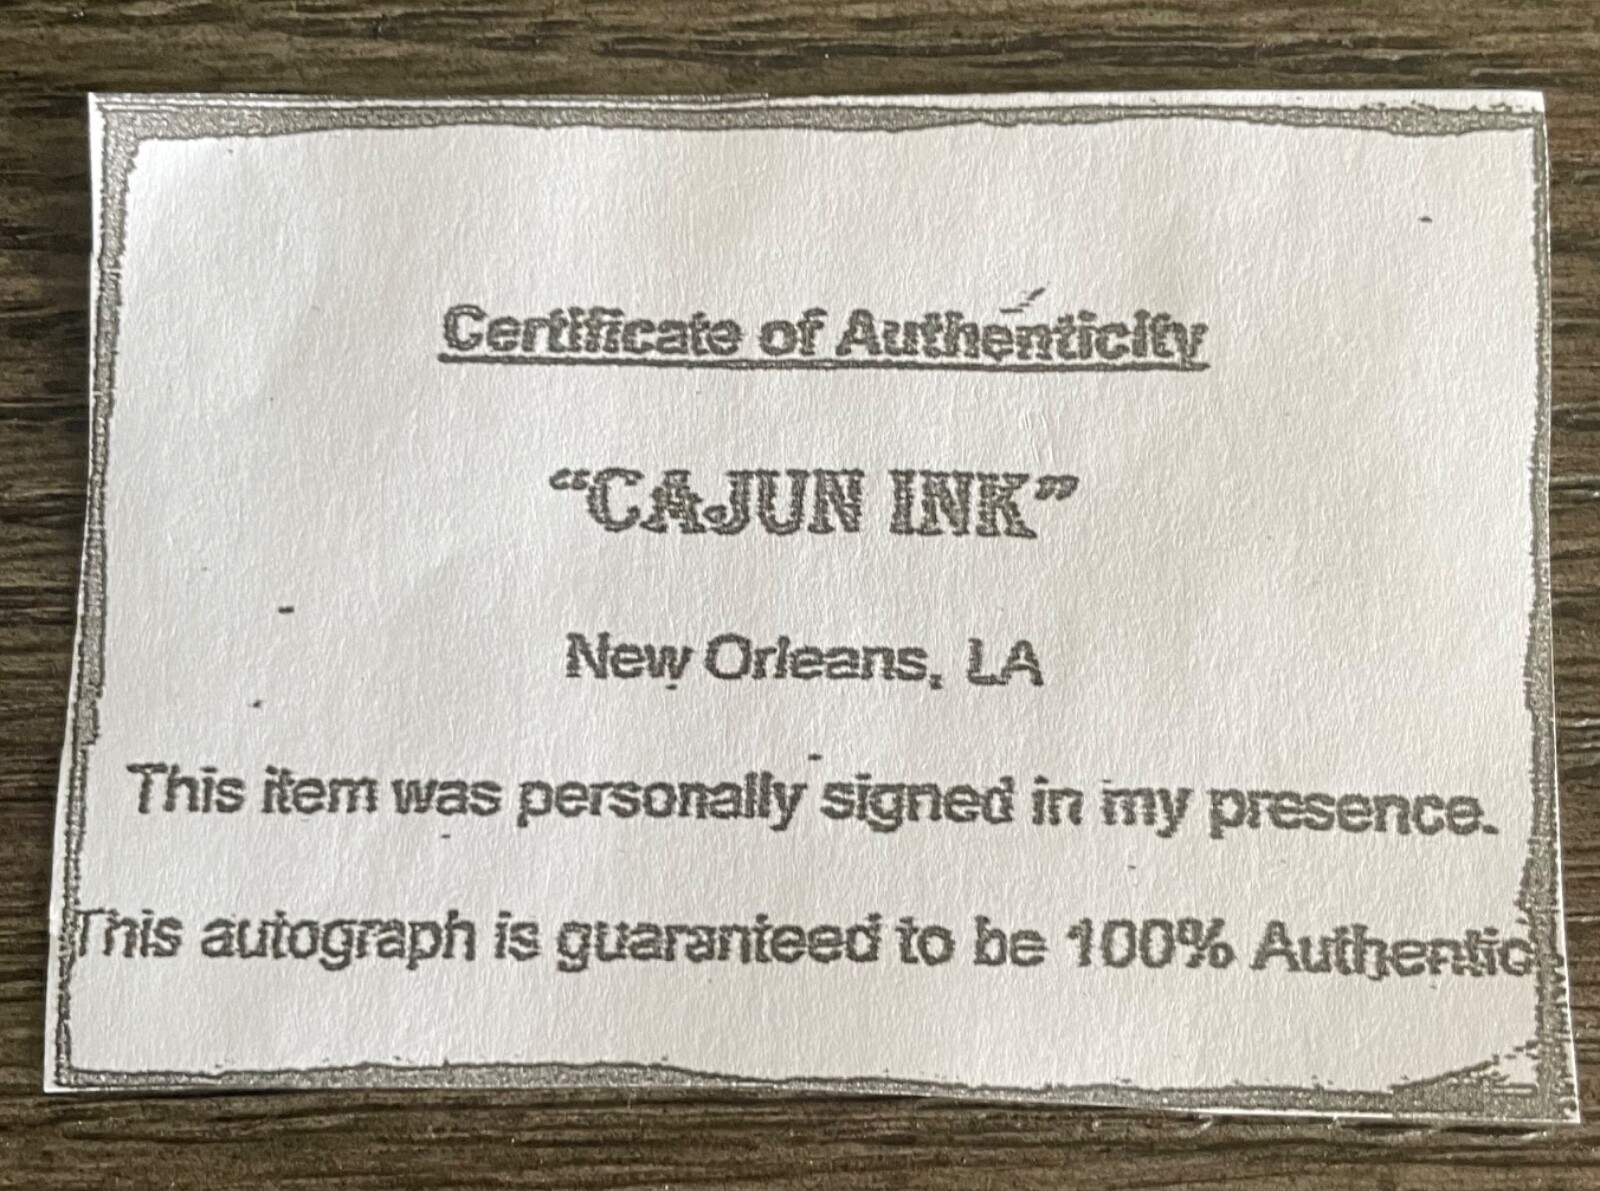 Certificate of Authenticity
“CAJUN INK”
New Orleans, LA
This item was personally signed in my presence.
This autograph is guaranteed to be 100% Authentic